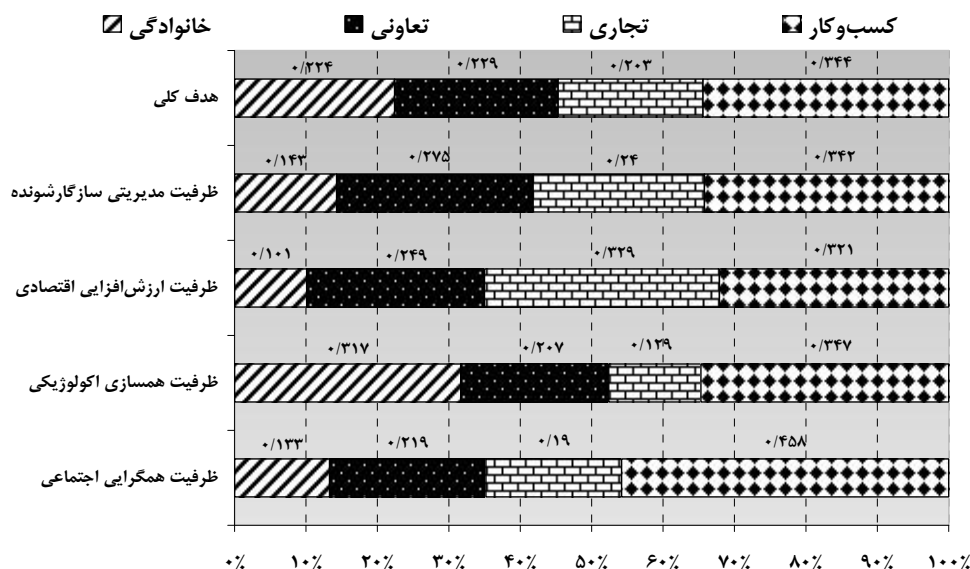 خانوادگی تعاونی تجاری کسب‌وکار
۰/۲۲۴ ۰/۲۲۹ ۰/۲۰۳ ۰/۳۴۴
هدف کلی
۰/۱۴۳ ۰/۲۷۵ ۰/۲۴ ۰/۳۴۲
ظرفیت مدیریتی سازگارشونده
۰/۱۰۱ ۰/۲۴۹ ۰/۳۲۹ ۰/۳۲۱
ظرفیت ارزش‌افزایی اقتصادی
۰/۳۱۷ ۰/۲۰۷ ۰/۱۲۹ ۰/۳۴۷
ظرفیت همسازی اکولوژیکی
۰/۱۳۳ ۰/۲۱۹ ۰/۱۹ ۰/۴۵۸
ظرفیت همگرایی اجتماعی
۰٪ ۱۰٪ ۲۰٪ ۳۰٪ ۴۰٪ ۵۰٪ ۶۰٪ ۷۰٪ ۸۰٪ ۹۰٪ ۱۰۰٪